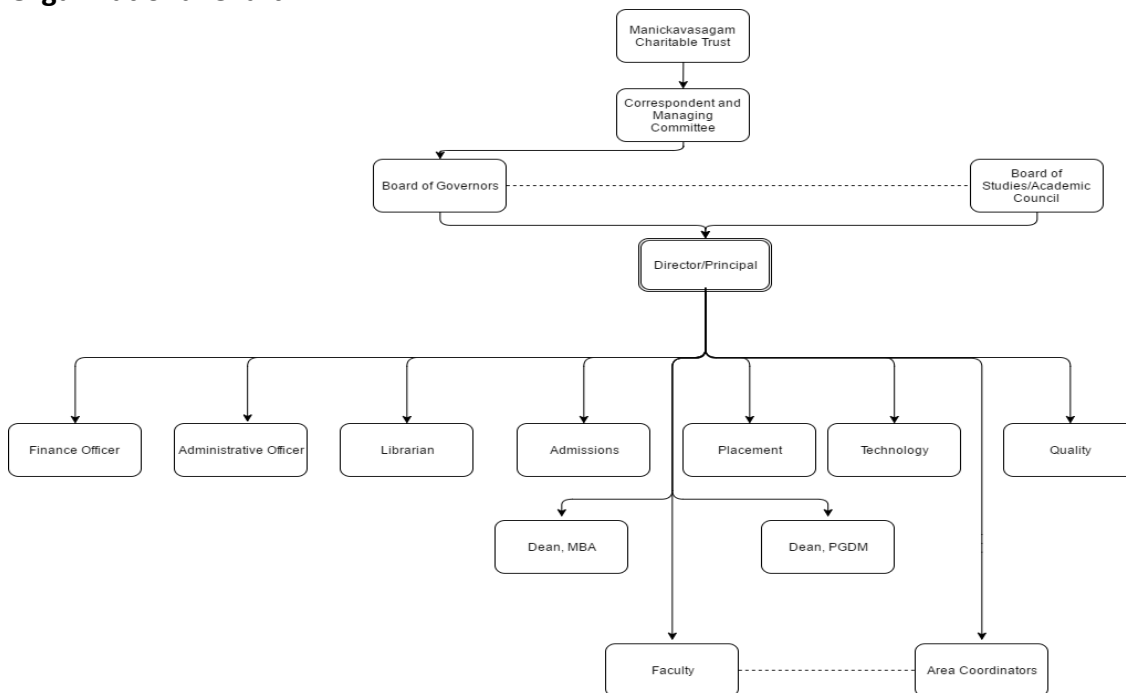 Manickavasagam
Charitable Trust
Correspondent and
Managing
Committee
Board of Governors
Board of
Studies/Academic
Council
Director/Principal
Finance Officer
Administrative Officer
Librarian
Admissions
Placement
Technology
Quality
Dean, MBA
Dean, PGDM
Faculty
Area Coordinators